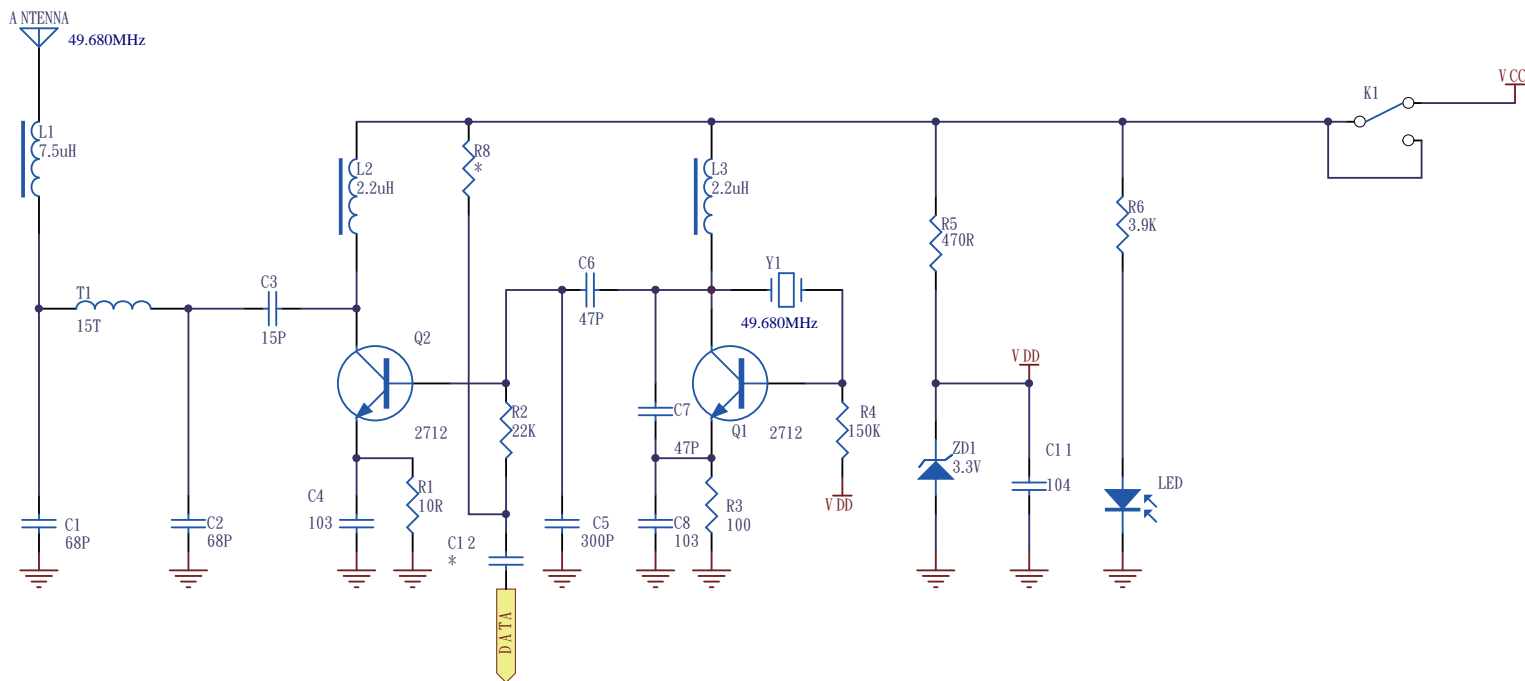 A NTENNA
49.680MHz
V CC
K1
L1
7.5uH
L2
2.2uH
R8
*
L3
2.2uH
R5
470R
R6
3.9K
T1
15T
C3
15P
C6
47P
Y1
49.680MHz
Q2
2712
R2
22K
C7
47P
Q1
2712
R4
150K
V DD
V DD
ZD1
3.3V
C1 1
104
LED
C1
68P
C2
68P
C4
103
R1
10R
C1 2
*
C5
300P
C8
103
R3
100
DATA